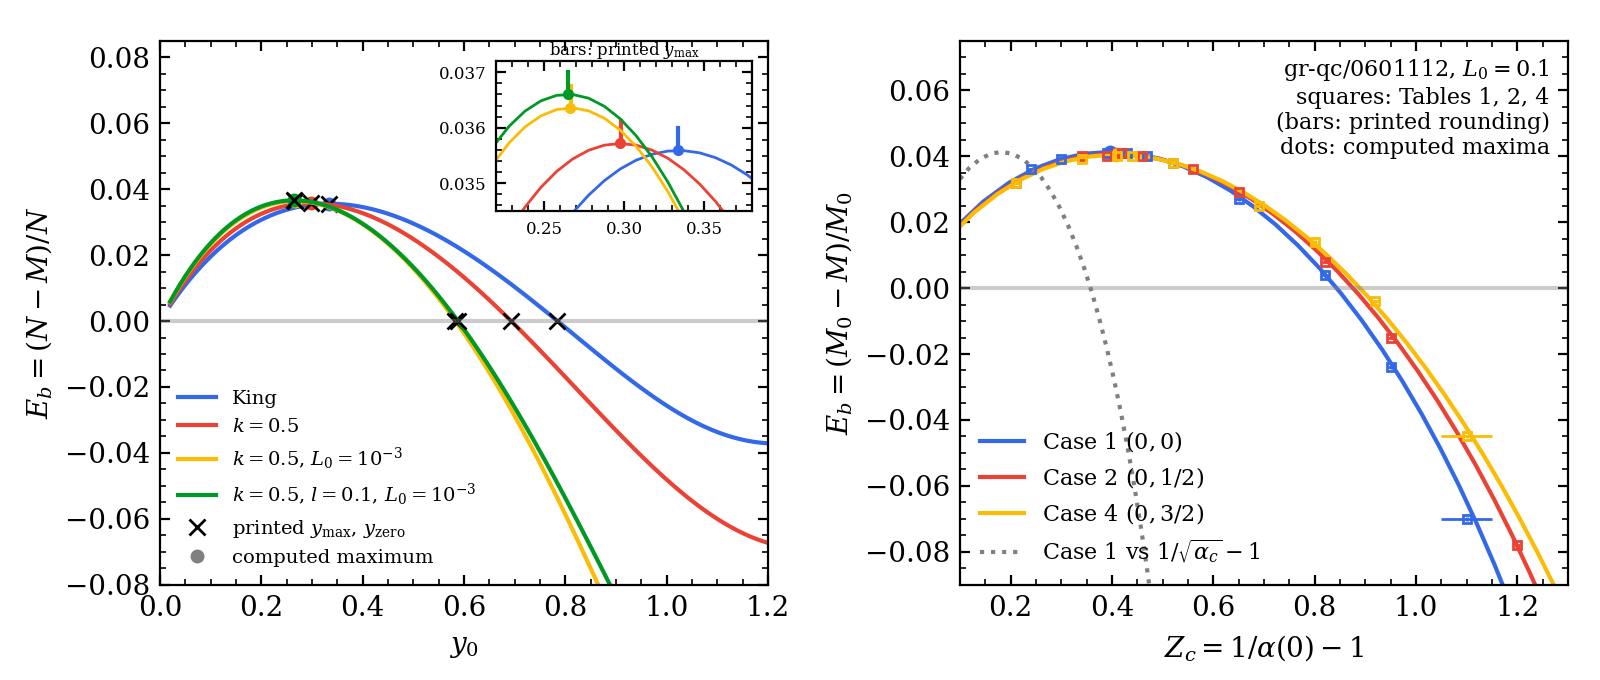 0.08
0.06
0.04
0.02
0.00
−0.02
−0.04
−0.06
−0.08
E_b = (N − M)/N
0.0 0.2 0.4 0.6 0.8 1.0 1.2
y_0
bars: printed y_max
0.037
0.036
0.035
0.25 0.30 0.35
King
k = 0.5
k = 0.5, L_0 = 10^{−3}
k = 0.5, l = 0.1, L_0 = 10^{−3}
printed y_max, y_zero
computed maximum
0.06
0.04
0.02
0.00
−0.02
−0.04
−0.06
−0.08
E_b = (M_0 − M)/M_0
0.2 0.4 0.6 0.8 1.0 1.2
Z_c = 1/α(0) − 1
gr-qc/0601112, L_0 = 0.1
squares: Tables 1, 2, 4
(bars: printed rounding)
dots: computed maxima
Case 1 (0, 0)
Case 2 (0, 1/2)
Case 4 (0, 3/2)
Case 1 vs 1/√α_c − 1